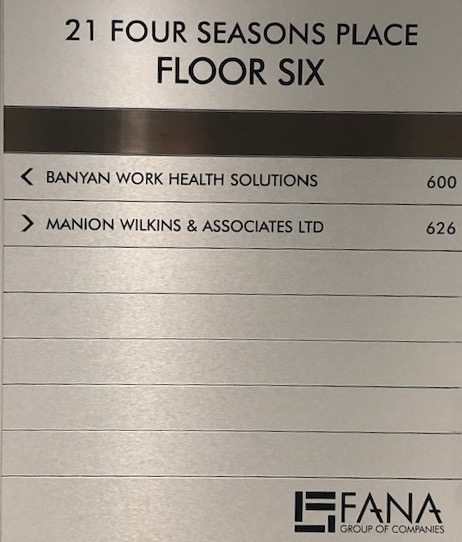 21 FOUR SEASONS PLACE
FLOOR SIX
< BANYAN WORK HEALTH SOLUTIONS 600
> MANION WILKINS & ASSOCIATES LTD 626
FANA
GROUP OF COMPANIES